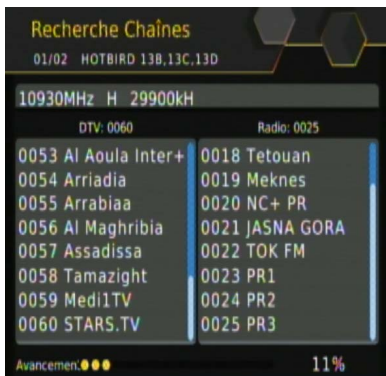 Recherche Chaînes
01/02 HOTBIRD 13B,13C,13D
10930MHz H 29900kH
DTV: 0060
Radio: 0025
0053 Al Aoula Inter+
0054 Arriadia
0055 Arrabiaa
0056 Al Maghribia
0057 Assadissa
0058 Tamazight
0059 Medi1TV
0060 STARS.TV
0018 Tetouan
0019 Meknes
0020 NC+ PR
0021 JASNA GORA
0022 TOK FM
0023 PR1
0024 PR2
0025 PR3
Avancement: 11%